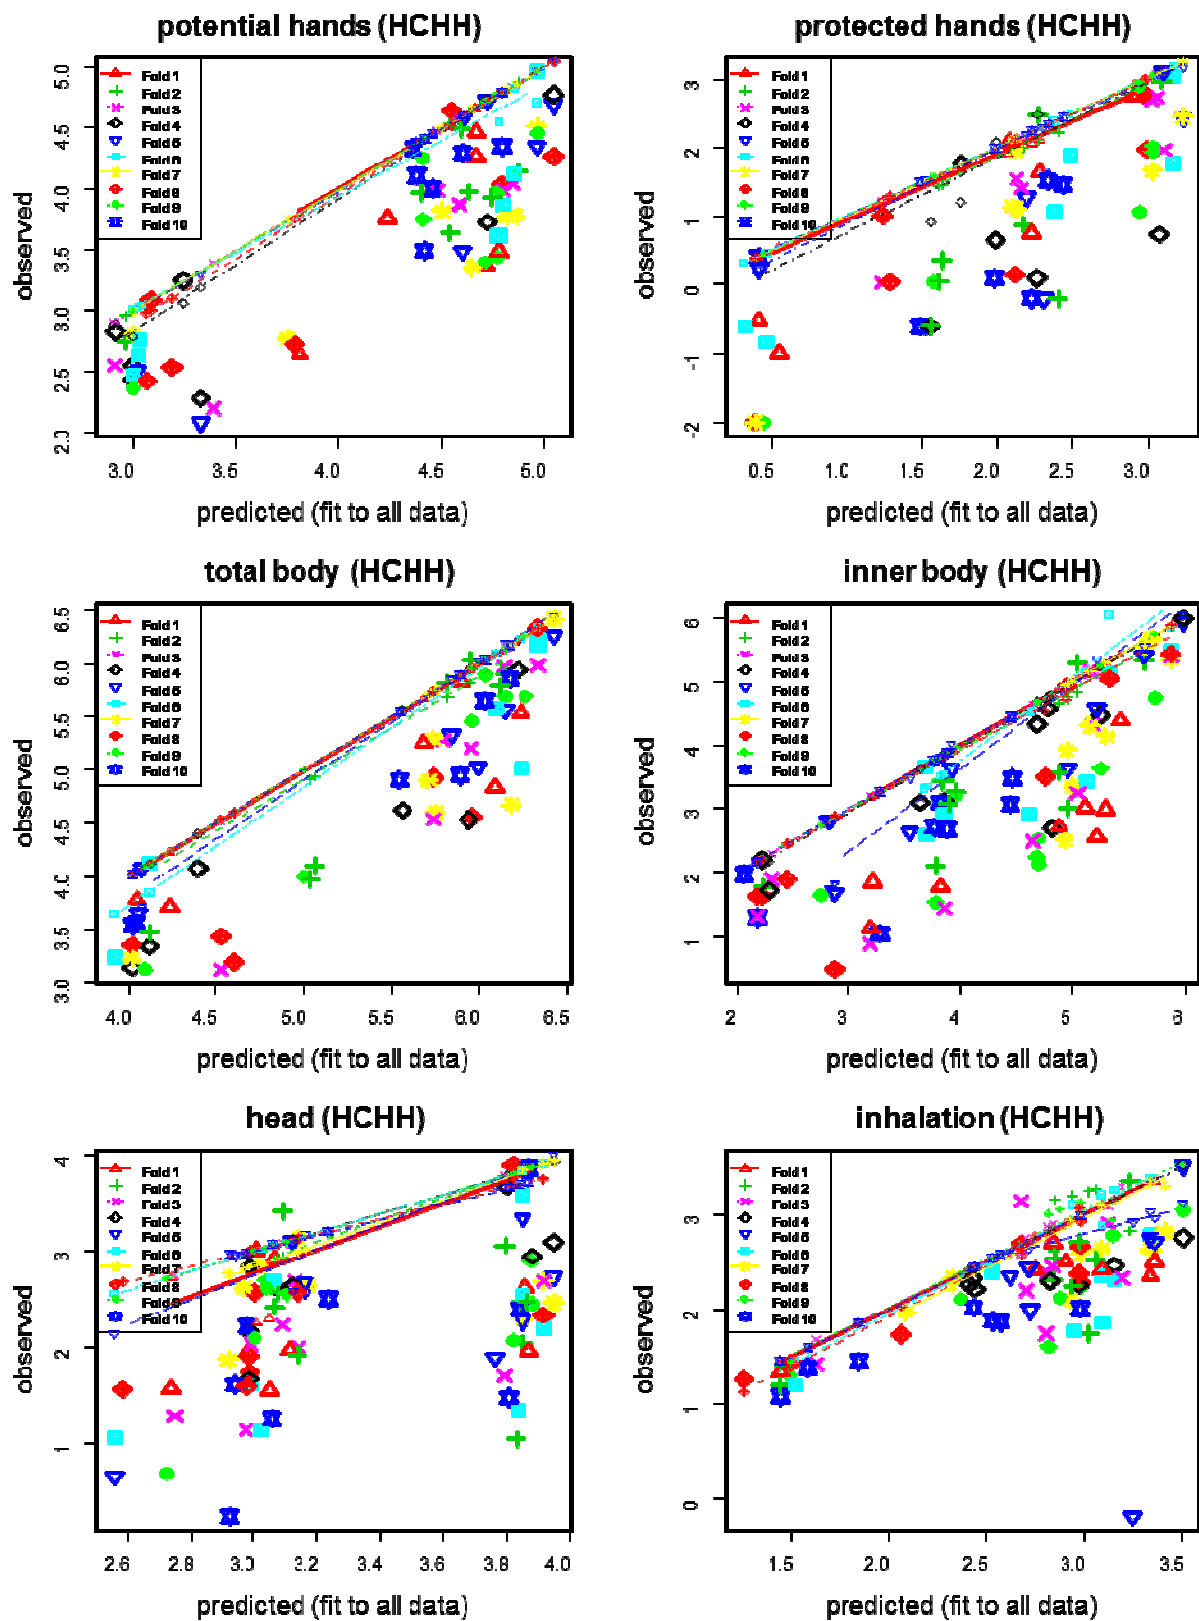 potential hands (HCHH)
observed
5.0
4.5
4.0
3.5
3.0
2.5
2.0
Fold 1
Fold 2
Fold 3
Fold 4
Fold 5
Fold 6
Fold 7
Fold 8
Fold 9
Fold 10
3.0 3.5 4.0 4.5 5.0
predicted (fit to all data)
protected hands (HCHH)
observed
3
2
1
0
-1
-2
Fold 1
Fold 2
Fold 3
Fold 4
Fold 5
Fold 6
Fold 7
Fold 8
Fold 9
Fold 10
0.5 1.0 1.5 2.0 2.5 3.0
predicted (fit to all data)
total body (HCHH)
observed
6.5
6.0
5.5
5.0
4.5
4.0
3.5
3.0
Fold 1
Fold 2
Fold 3
Fold 4
Fold 5
Fold 6
Fold 7
Fold 8
Fold 9
Fold 10
4.0 4.5 5.0 5.5 6.0 6.5
predicted (fit to all data)
inner body (HCHH)
observed
6
5
4
3
2
1
Fold 1
Fold 2
Fold 3
Fold 4
Fold 5
Fold 6
Fold 7
Fold 8
Fold 9
Fold 10
2 3 4 5 6
predicted (fit to all data)
head (HCHH)
observed
4
3
2
1
Fold 1
Fold 2
Fold 3
Fold 4
Fold 5
Fold 6
Fold 7
Fold 8
Fold 9
Fold 10
2.6 2.8 3.0 3.2 3.4 3.6 3.8 4.0
predicted (fit to all data)
inhalation (HCHH)
observed
3
2
1
0
Fold 1
Fold 2
Fold 3
Fold 4
Fold 5
Fold 6
Fold 7
Fold 8
Fold 9
Fold 10
1.5 2.0 2.5 3.0 3.5
predicted (fit to all data)